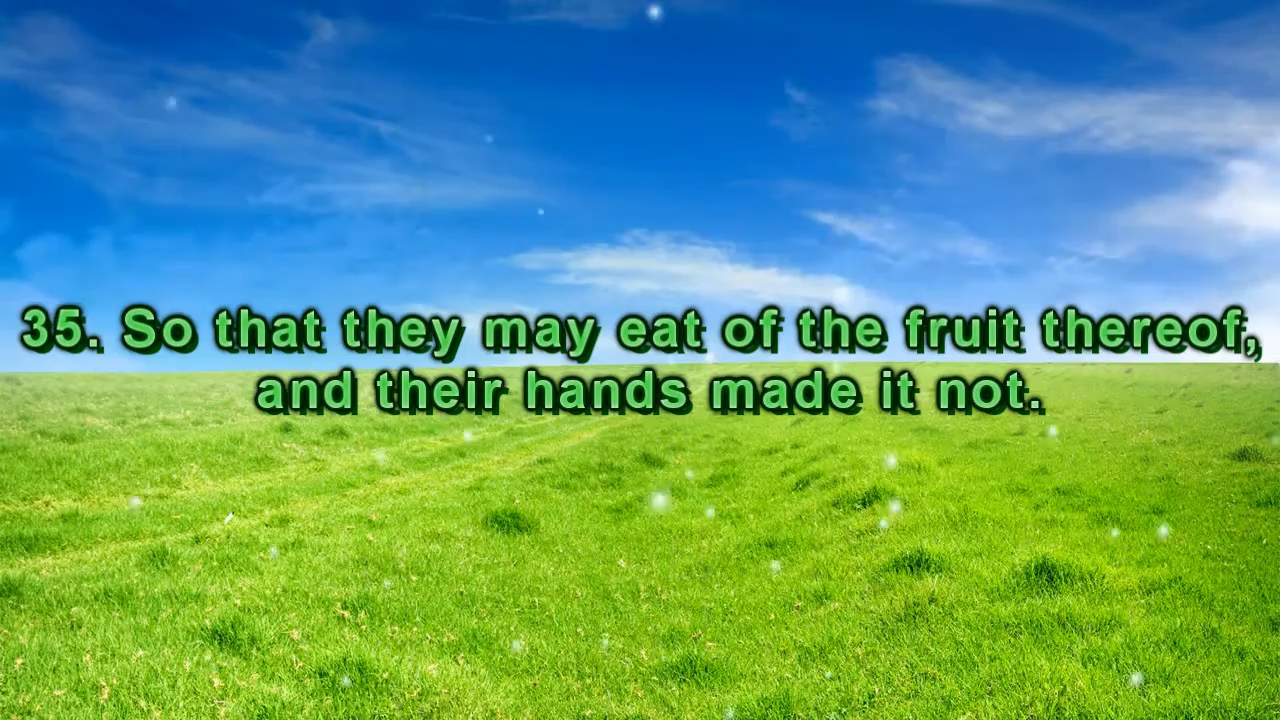 35. So that they may eat of the fruit thereof,
and their hands made it not.